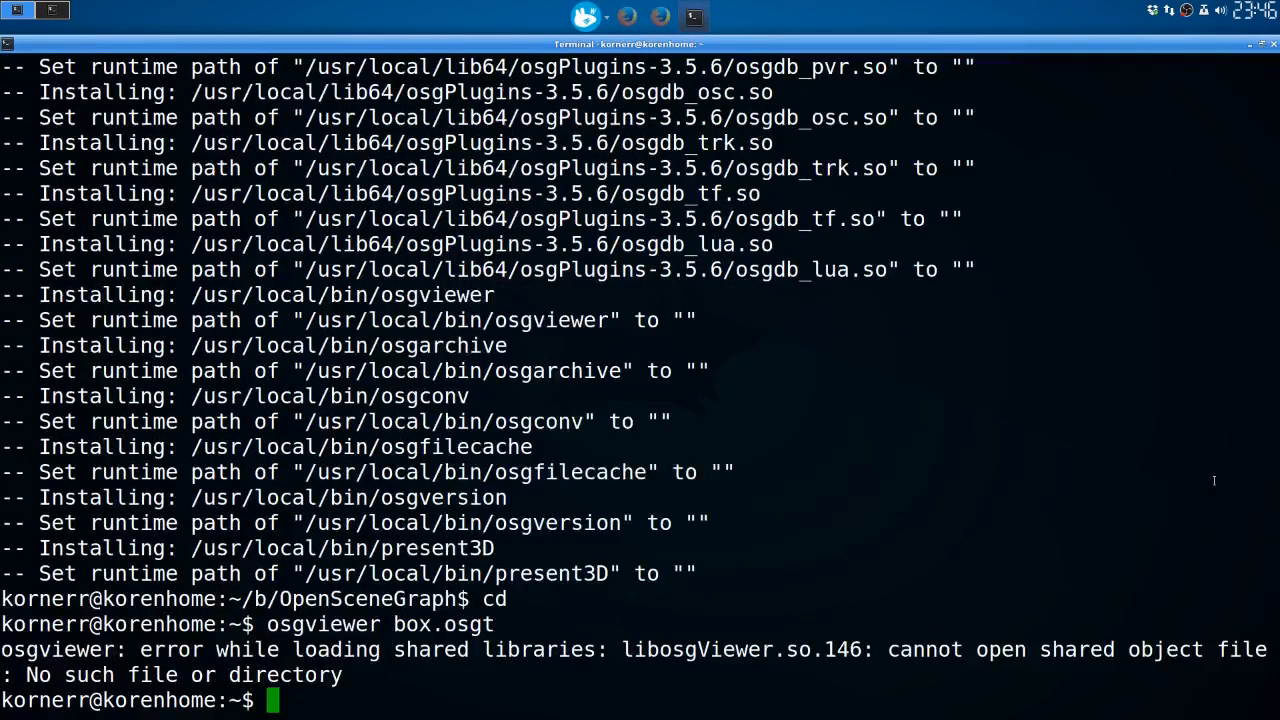 23:46
Terminal - kornerr@korenhome: ~
-- Set runtime path of "/usr/local/lib64/osgPlugins-3.5.6/osgdb_pvr.so" to ""
-- Installing: /usr/local/lib64/osgPlugins-3.5.6/osgdb_osc.so
-- Set runtime path of "/usr/local/lib64/osgPlugins-3.5.6/osgdb_osc.so" to ""
-- Installing: /usr/local/lib64/osgPlugins-3.5.6/osgdb_trk.so
-- Set runtime path of "/usr/local/lib64/osgPlugins-3.5.6/osgdb_trk.so" to ""
-- Installing: /usr/local/lib64/osgPlugins-3.5.6/osgdb_tf.so
-- Set runtime path of "/usr/local/lib64/osgPlugins-3.5.6/osgdb_tf.so" to ""
-- Installing: /usr/local/lib64/osgPlugins-3.5.6/osgdb_lua.so
-- Set runtime path of "/usr/local/lib64/osgPlugins-3.5.6/osgdb_lua.so" to ""
-- Installing: /usr/local/bin/osgviewer
-- Set runtime path of "/usr/local/bin/osgviewer" to ""
-- Installing: /usr/local/bin/osgarchive
-- Set runtime path of "/usr/local/bin/osgarchive" to ""
-- Installing: /usr/local/bin/osgconv
-- Set runtime path of "/usr/local/bin/osgconv" to ""
-- Installing: /usr/local/bin/osgfilecache
-- Set runtime path of "/usr/local/bin/osgfilecache" to ""
-- Installing: /usr/local/bin/osgversion
-- Set runtime path of "/usr/local/bin/osgversion" to ""
-- Installing: /usr/local/bin/present3D
-- Set runtime path of "/usr/local/bin/present3D" to ""
kornerr@korenhome:~/b/OpenSceneGraph$ cd
kornerr@korenhome:~$ osgviewer box.osgt
osgviewer: error while loading shared libraries: libosgViewer.so.146: cannot open shared object file
: No such file or directory
kornerr@korenhome:~$